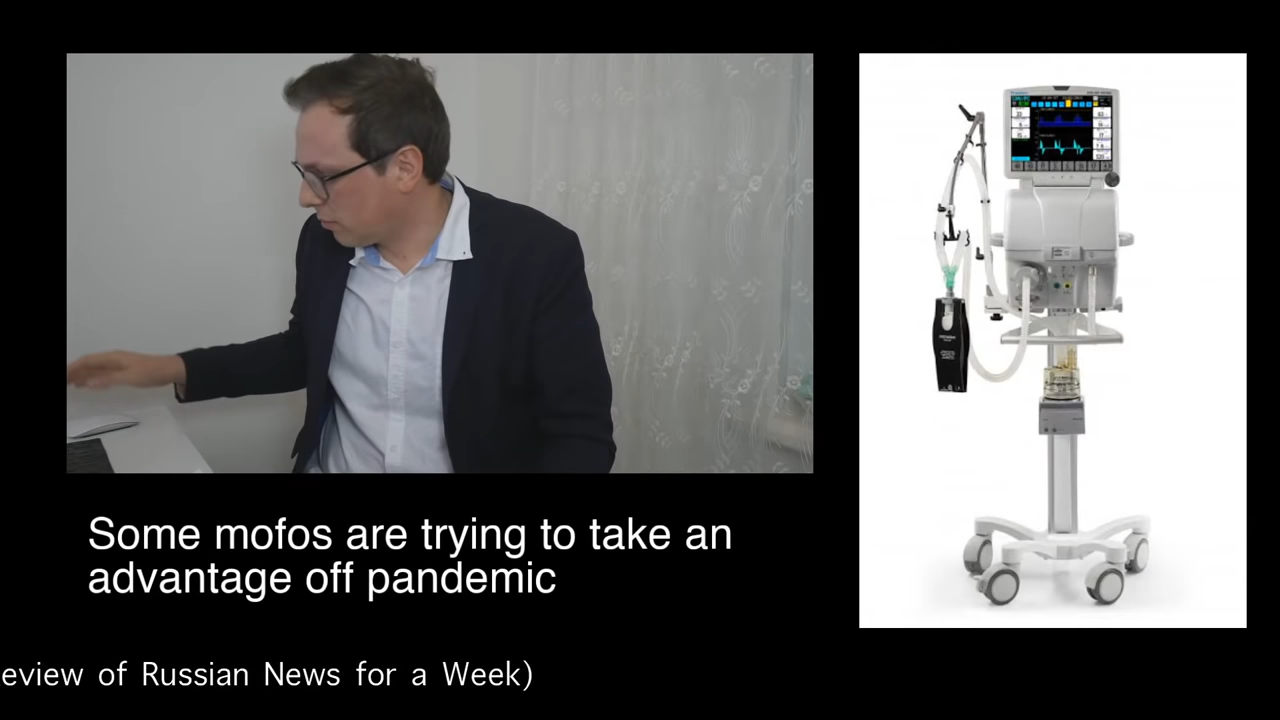 Some mofos are trying to take an
advantage off pandemic
eview of Russian News for a Week)